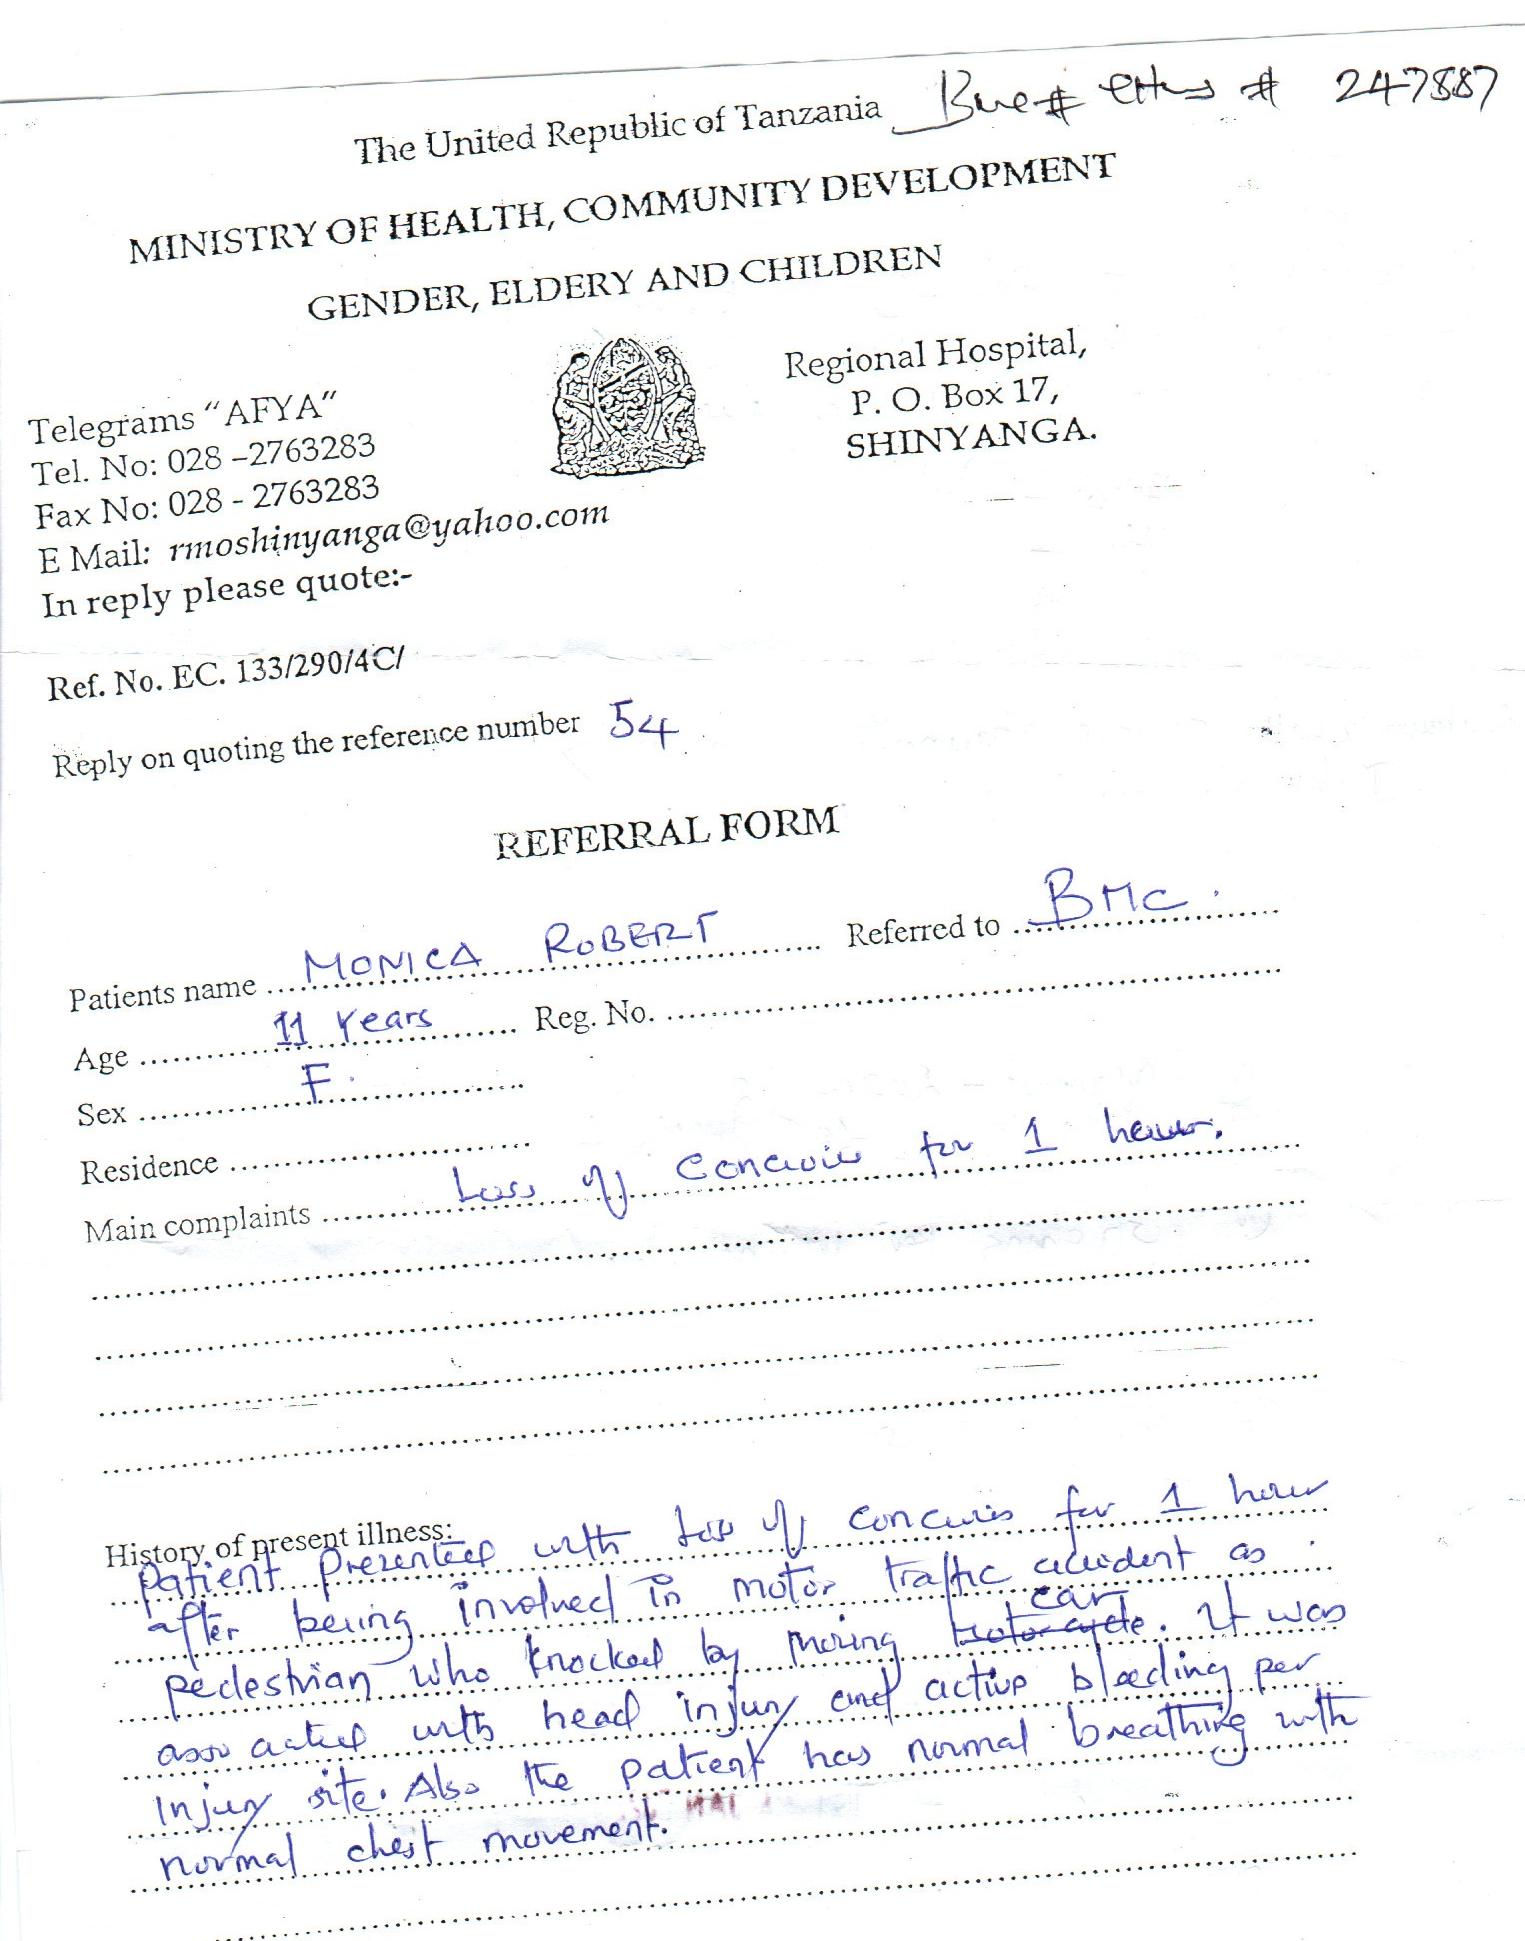 # 247887
The United Republic of Tanzania
MINISTRY OF HEALTH, COMMUNITY DEVELOPMENT
GENDER, ELDERY AND CHILDREN
Regional Hospital,
P. O. Box 17,
SHINYANGA.
Telegrams “AFYA”
Tel. No: 028 –2763283
Fax No: 028 - 2763283
E Mail: rmoshinyanga@yahoo.com
In reply please quote:-
Ref. No. EC. 133/290/4C/
Reply on quoting the reference number 54
REFERRAL FORM
Patients name MONICA ROBERT Referred to BMC.
Age 11 Years Reg. No.
Sex F.
Residence
Main complaints Loss of for 1 hour.
History of present illness:
Patient presented with loss of for 1 hour
after being involved in motor traffic accident as
pedestrian who knocked by moving car. It was
with head injury and active bleeding per
injury site. Also the patient has normal breathing with
normal chest movement.